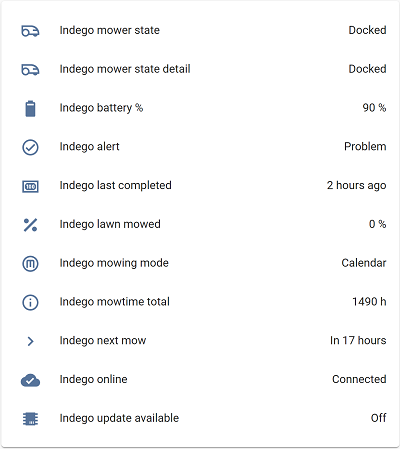 Indego mower state Docked
Indego mower state detail Docked
Indego battery % 90 %
Indego alert Problem
Indego last completed 2 hours ago
Indego lawn mowed 0 %
Indego mowing mode Calendar
Indego mowtime total 1490 h
Indego next mow In 17 hours
Indego online Connected
Indego update available Off